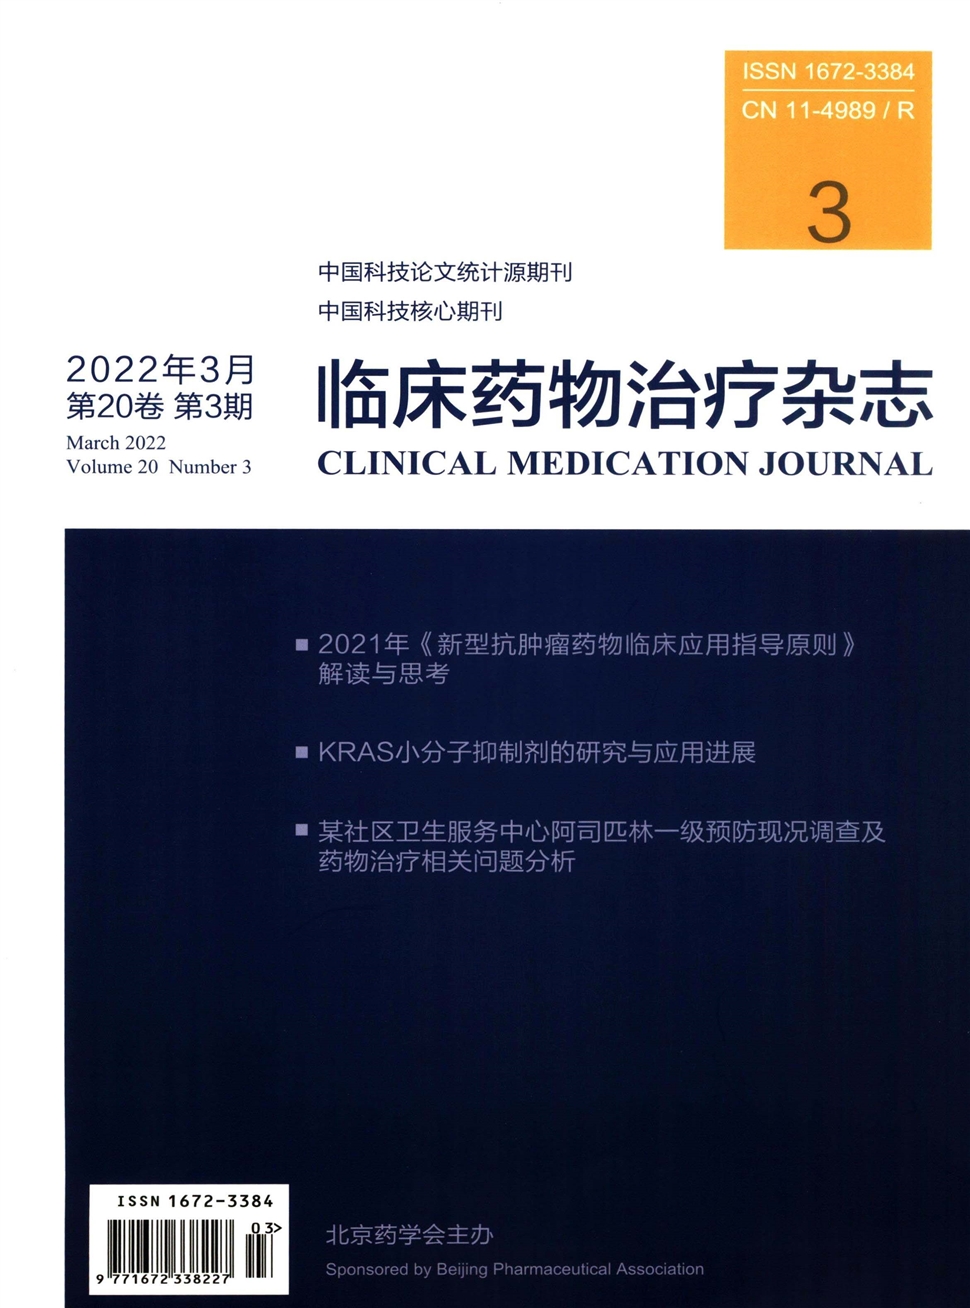 ISSN 1672-3384
CN 11-4989 / R
3
中国科技论文统计源期刊
中国科技核心期刊
2022年3月
第20卷 第3期
March 2022
Volume 20 Number 3
临床药物治疗杂志
CLINICAL MEDICATION JOURNAL
■ 2021年《新型抗肿瘤药物临床应用指导原则》
解读与思考
■ KRAS小分子抑制剂的研究与应用进展
■ 某社区卫生服务中心阿司匹林一级预防现况调查及
药物治疗相关问题分析
ISSN 1672-3384
03>
9 771672 338227
北京药学会主办
Sponsored by Beijing Pharmaceutical Association